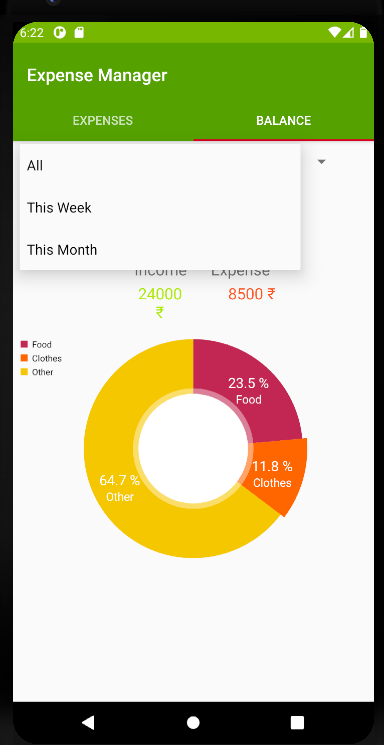 6:22
Expense Manager
EXPENSES BALANCE
All
This Week
This Month
Income Expense
24000 8500 ₹
₹
Food
Clothes
Other
23.5 %
Food
11.8 %
Clothes
64.7 %
Other